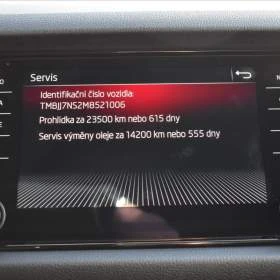 Servis
Identifikační číslo vozidla:
TMBJJ7NS2M8521006
Prohlídka za 23500 km nebo 615 dny
Servis výměny oleje za 14200 km nebo 555 dny